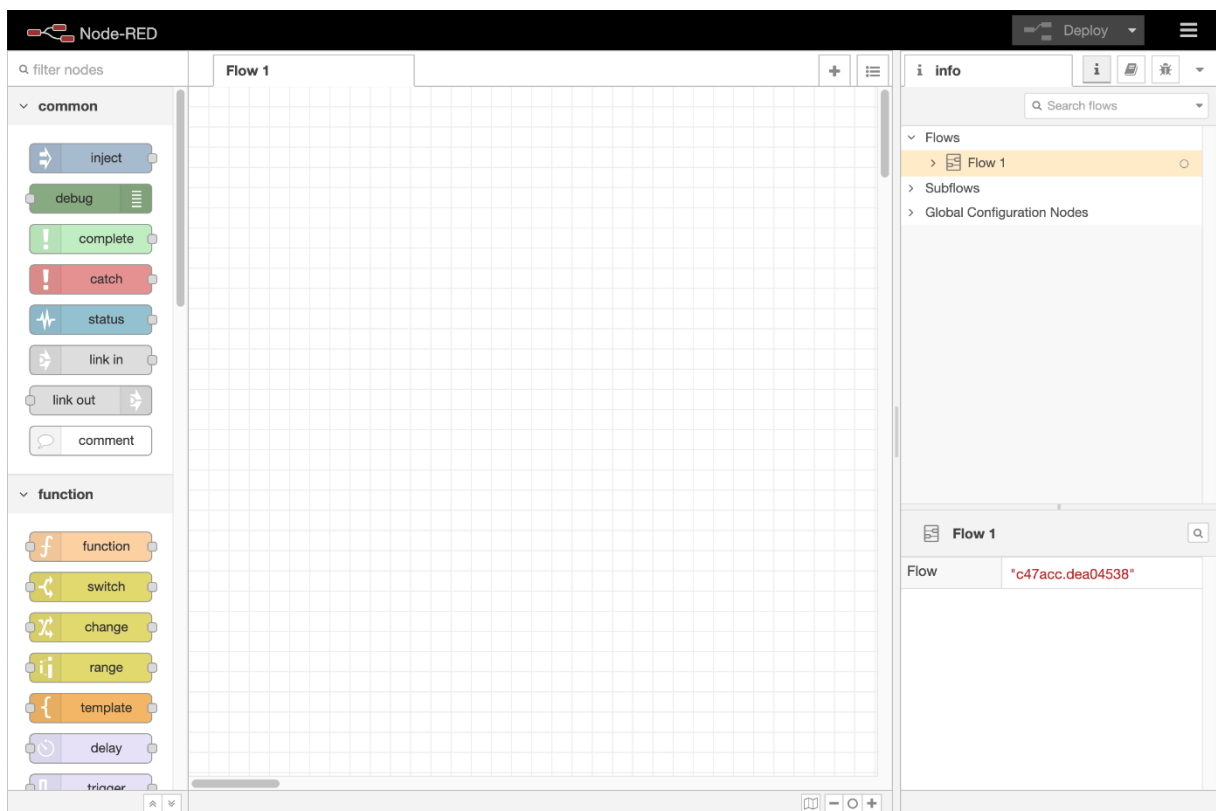 Node-RED
Deploy
filter nodes
Flow 1
i info
i
Search flows
common
Flows
Flow 1
Subflows
Global Configuration Nodes
inject
debug
complete
catch
status
link in
link out
comment
function
function
switch
change
range
template
delay
trigger
Flow 1
Flow
"c47acc.dea04538"